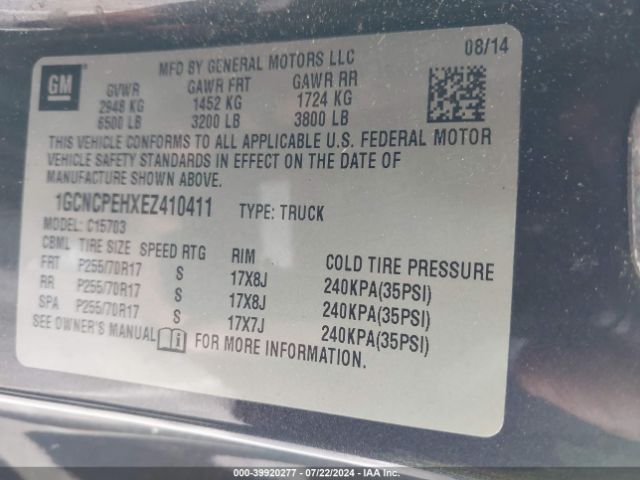 GM
MFD BY GENERAL MOTORS LLC 08/14
GVWR GAWR FRT GAWR RR
2948 KG 1452 KG 1724 KG
6500 LB 3200 LB 3800 LB
THIS VEHICLE CONFORMS TO ALL APPLICABLE U.S. FEDERAL MOTOR
VEHICLE SAFETY STANDARDS IN EFFECT ON THE DATE OF
MANUFACTURE SHOWN ABOVE.
1GCNCPEHXEZ410411 TYPE: TRUCK
MODEL: C15703
CBML TIRE SIZE SPEED RTG RIM COLD TIRE PRESSURE
FRT P255/70R17 S 17X8J 240KPA(35PSI)
RR P255/70R17 S 17X8J 240KPA(35PSI)
SPA P255/70R17 S 17X7J 240KPA(35PSI)
SEE OWNER'S MANUAL i FOR MORE INFORMATION.
000-39920277 - 07/22/2024 - COPYRIGHT
IAA Inc.